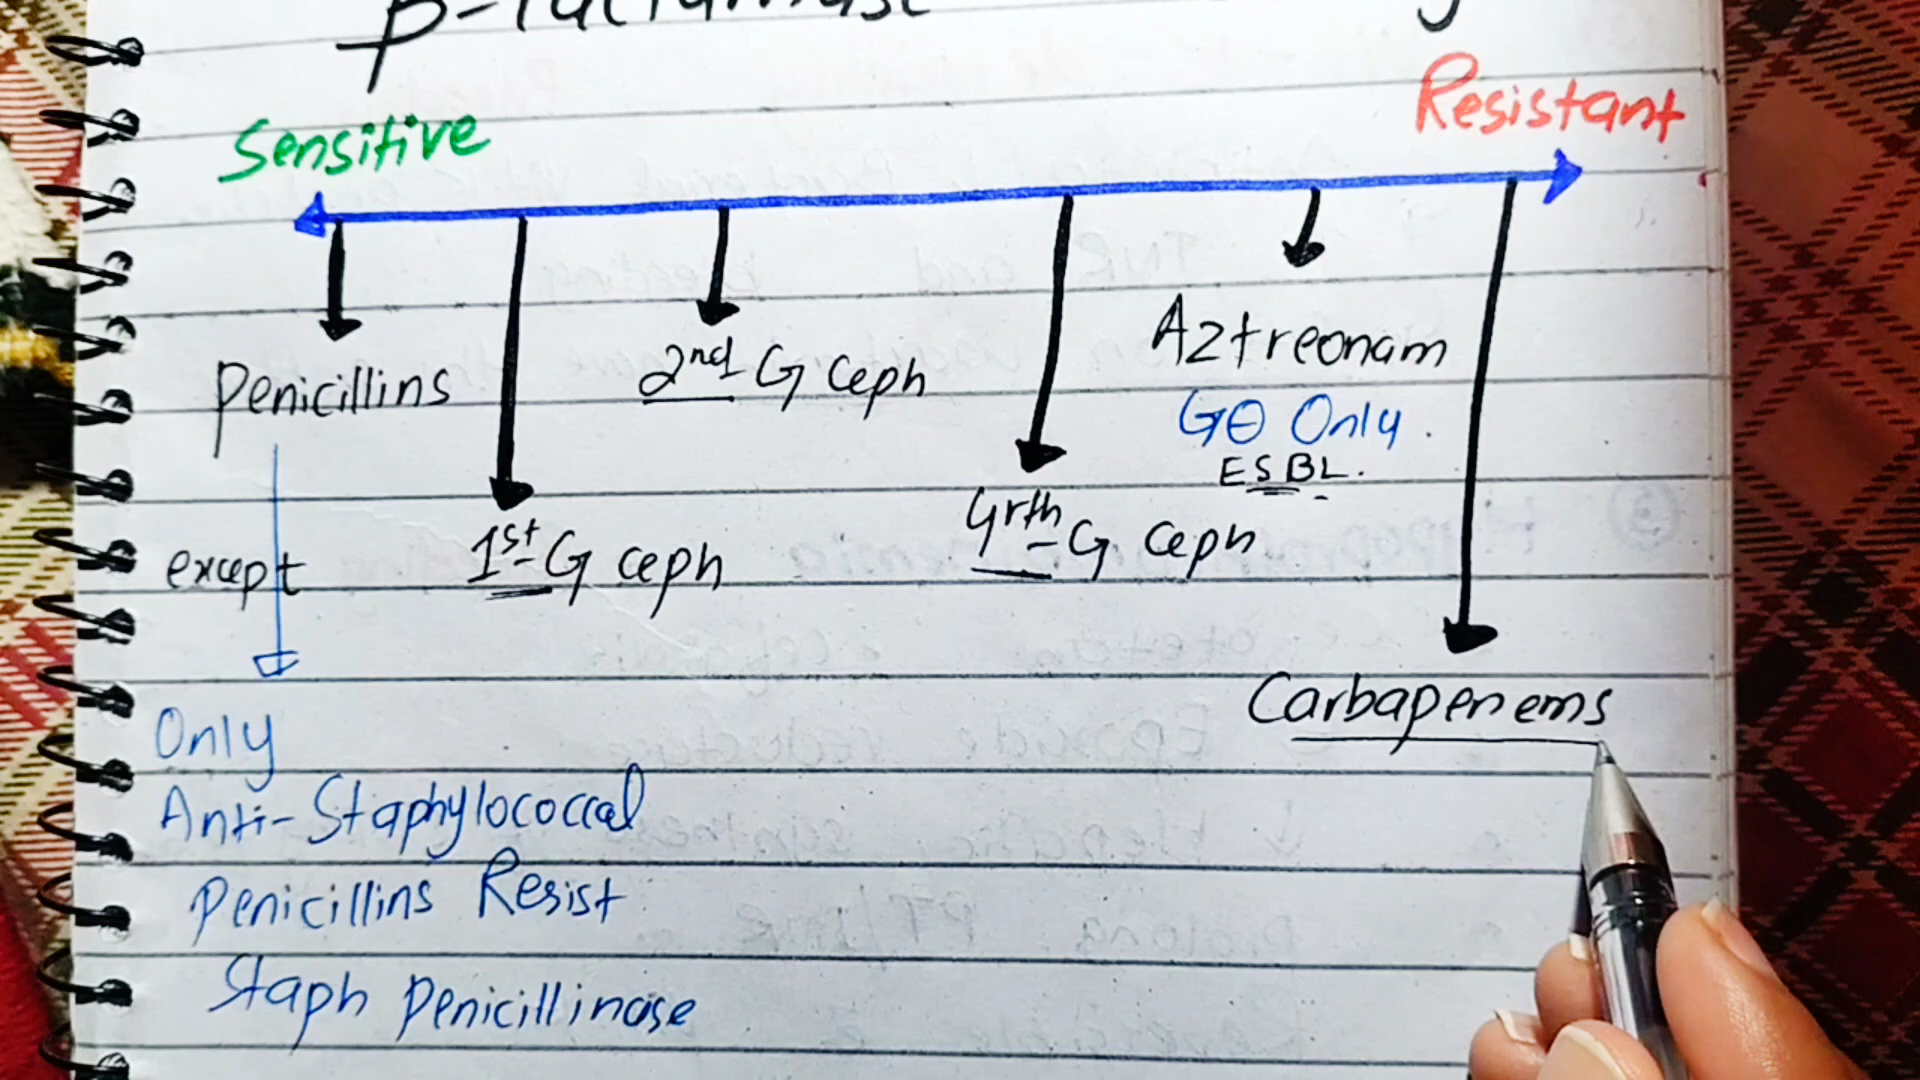 β-lactamase
Sensitive
Resistant
Penicillins
2nd G ceph
Aztreonam
G⊖ Only.
ESBL.
except
1st-G ceph
4rth-G ceph
Carbapenems
Only
Anti-Staphylococcal
Penicillins Resist
Staph penicillinase